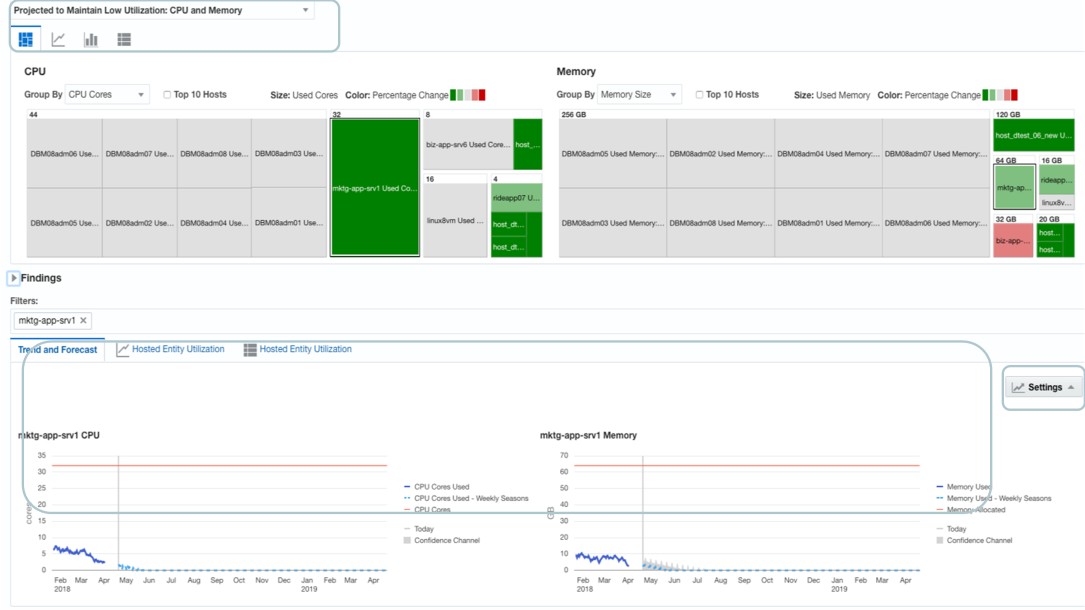 Projected to Maintain Low Utilization: CPU and Memory
CPU
Group By CPU Cores Top 10 Hosts Size: Used Cores Color: Percentage Change
44
DBM08adm06 Use... DBM08adm07 Use... DBM08adm08 Use... DBM08adm03 Use...
DBM08adm05 Use... DBM08adm02 Use... DBM08adm04 Use... DBM08adm01 Use...
32
mktg-app-srv1 Used Co...
8
biz-app-srv6 Used Core... host_...
16
linux8vm Used ...
4
rideapp07 U...
host_dt...
host_dt...
Memory
Group By Memory Size Top 10 Hosts Size: Used Memory Color: Percentage Change
256 GB
DBM08adm05 Used Memory:... DBM08adm02 Used Memory:... DBM08adm04 Used Memory:... DBM08adm07 Used Memory:...
DBM08adm03 Used Memory:... DBM08adm08 Used Memory:... DBM08adm01 Used Memory:... DBM08adm06 Used Memory:...
120 GB
host_dtest_06_new U...
64 GB
mktg-ap...
16 GB
rideapp...
linux8v...
32 GB
biz-app-...
20 GB
host...
host...
Findings
Filters:
mktg-app-srv1
Trend and Forecast Hosted Entity Utilization Hosted Entity Utilization
Settings
mktg-app-srv1 CPU
35
30
25
20
15
10
5
0
cores
Feb Mar Apr May Jun Jul Aug Sep Oct Nov Dec Jan Feb Mar Apr
2018 2019
CPU Cores Used
CPU Cores Used - Weekly Seasons
CPU Cores
Today
Confidence Channel
mktg-app-srv1 Memory
70
60
50
40
30
20
10
0
GB
Feb Mar Apr May Jun Jul Aug Sep Oct Nov Dec Jan Feb Mar Apr
2018 2019
Memory Used
Memory Used - Weekly Seasons
Memory Allocated
Today
Confidence Channel